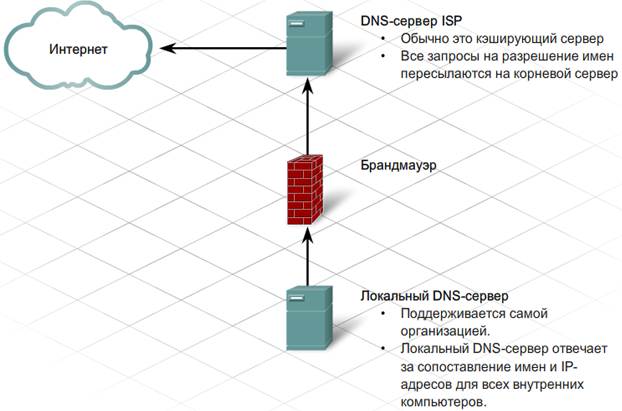 Интернет
DNS-сервер ISP
• Обычно это кэширующий сервер
• Все запросы на разрешение имен
пересылаются на корневой сервер
Брандмауэр
Локальный DNS-сервер
• Поддерживается самой
организацией.
• Локальный DNS-сервер отвечает
за сопоставление имен и IP-
адресов для всех внутренних
компьютеров.